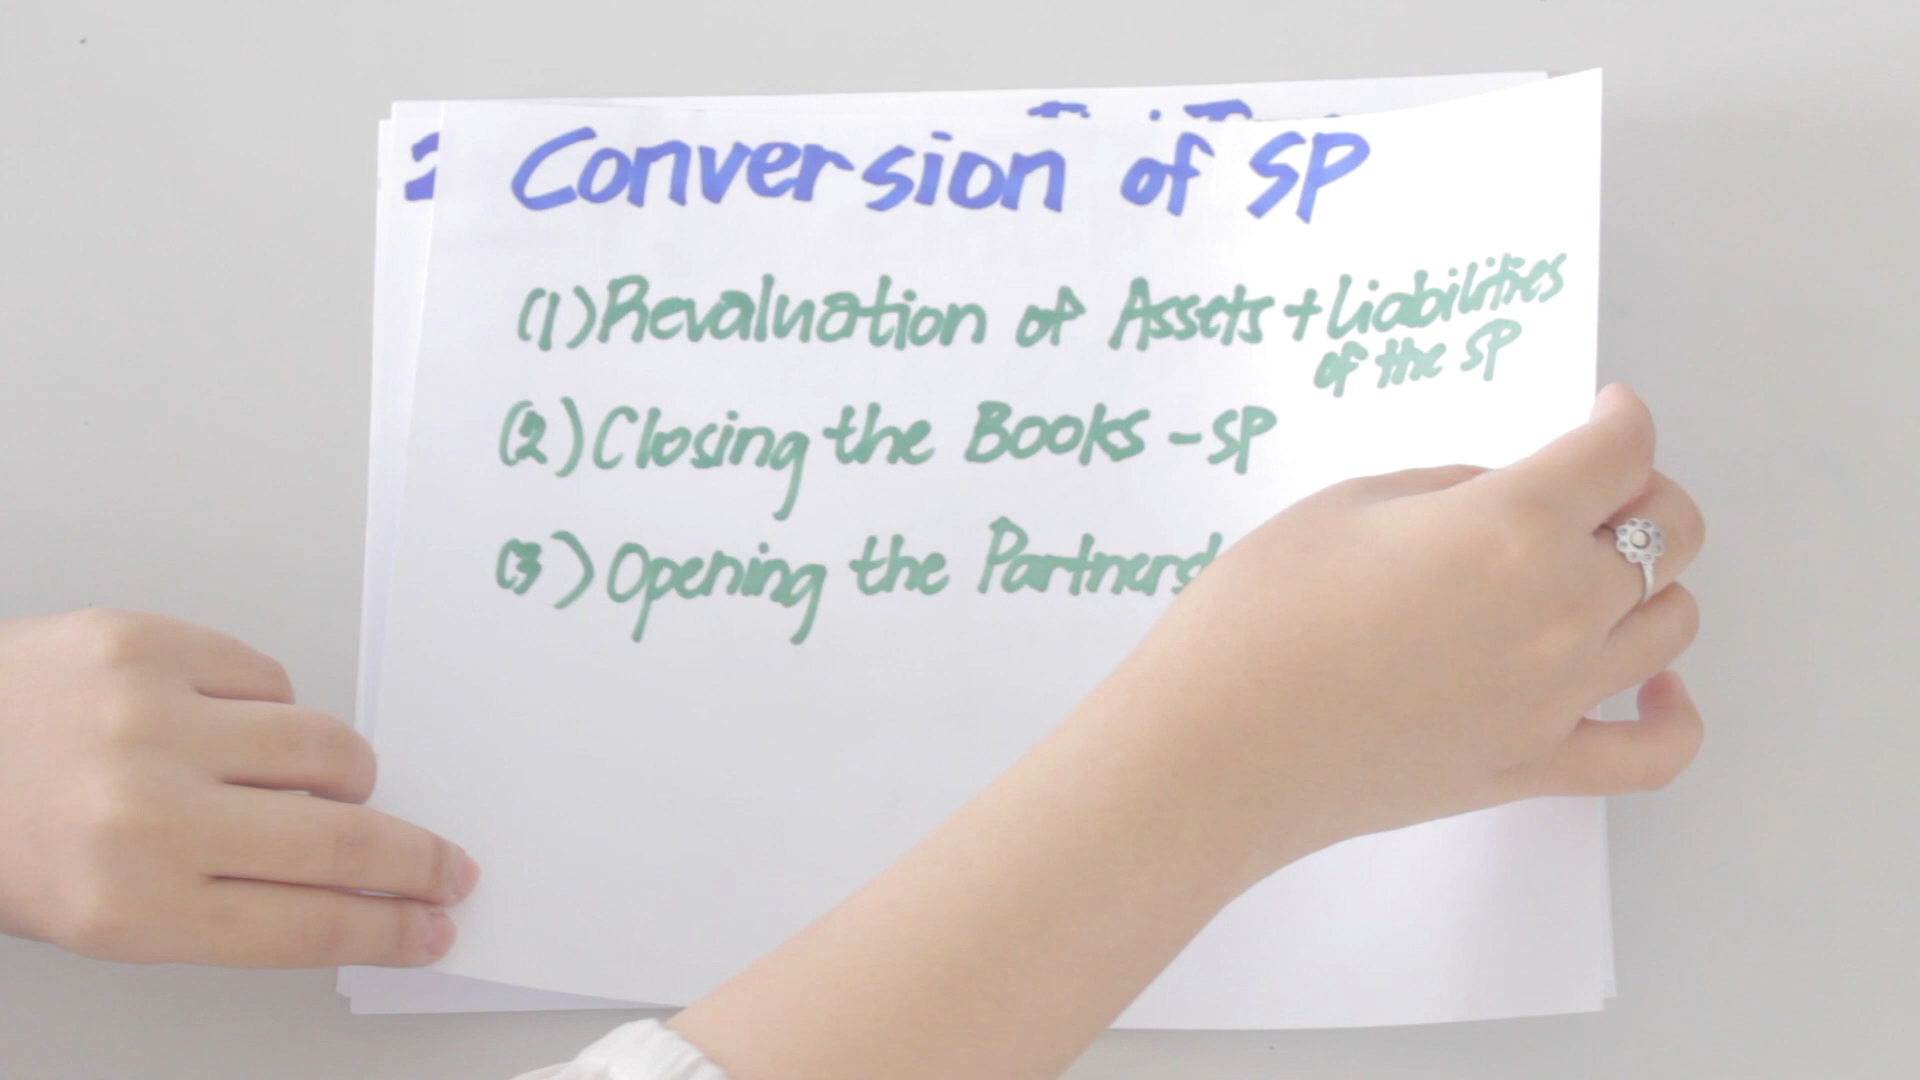 Conversion of SP
(1) Revaluation of Assets + Liabilities
of the SP
(2) Closing the Books - SP
(3) Opening the